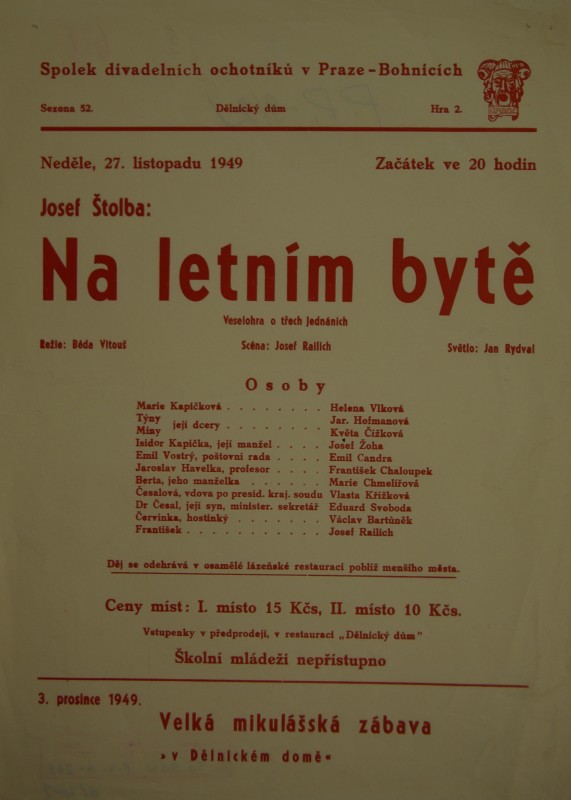 Spolek divadelních ochotníků v Praze-Bohnicích
Sezona 52. Dělnický dům Hra 2.
Neděle, 27. listopadu 1949 Začátek ve 20 hodin
Josef Štolba:
Na letním bytě
Veselohra o třech jednáních
Režie: Béda Vitouš Scéna: Josef Railich Světlo: Jan Rydval
Osoby
Marie Kapičková . . . . . . . . Helena Vlková
Týny Jar. Hofmanová
její dcery . . . . . . . .
Miny Květa Čížková
Isidor Kapička, její manžel . . . . Josef Žoha
Emil Vostrý, poštovní rada . . . . Emil Candra
Jaroslav Havelka, profesor . . . . František Chaloupek
Berta, jeho manželka . . . . . . Marie Chmelířová
Česalová, vdova po presid. kraj. soudu Vlasta Křížková
Dr Česal, její syn, minister. sekretář Eduard Svoboda
Červinka, hostinký . . . . . . . Václav Bartůněk
František . . . . . . . . . . . Josef Railich
Děj se odehrává v osamělé lázeňské restauraci poblíž menšího města.
Ceny míst: I. místo 15 Kčs, II. místo 10 Kčs.
Vstupenky v předprodeji, v restauraci „Dělnický dům"
Školní mládeži nepřístupno
3. prosince 1949.
Velká mikulášská zábava
»v Dělnickém domě«